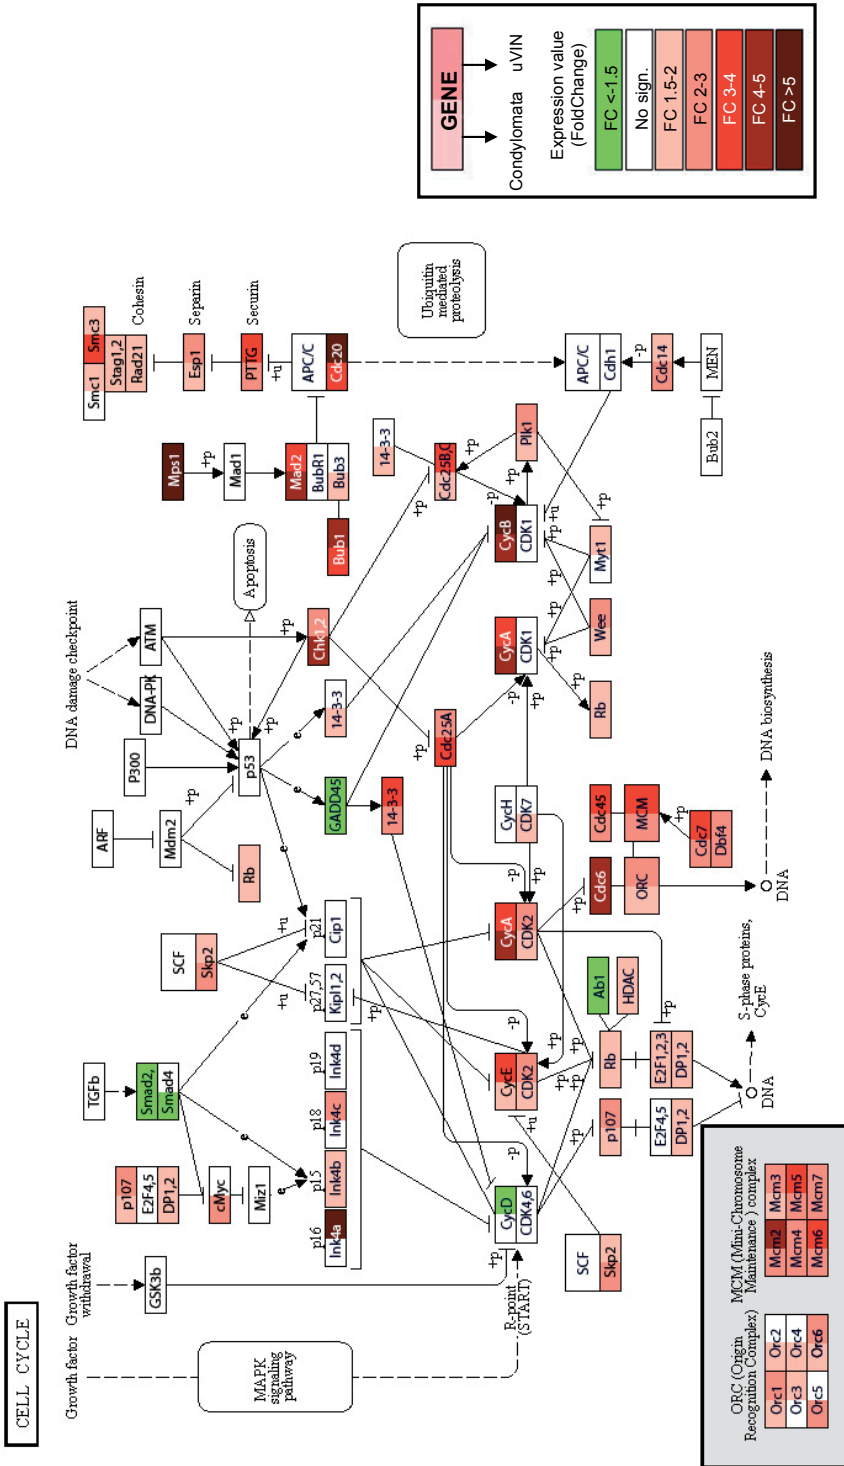 CELL CYCLE
Growth factor
Growth factor
withdrawal
GSK3b
MAPK
signaling
pathway
R-point
(START)
+p
TGFb
Smad2,
Smad4
p107
E2F4,5
DP1,2
cMyc
Miz1
e
e
e
p16
Ink4a
p15
Ink4b
p18
Ink4c
p19
Ink4d
p27,57
Kip1,2
p21
Cip1
SCF
Skp2
+u
+u
+p
ARF
Mdm2
Rb
+p
P300
p53
e
e
e
DNA damage checkpoint
DNA-PK
ATM
+p
+p
+p
Apoptosis
GADD45
14-3-3
14-3-3
Chk1,2
Mps1
+p
Mad1
Mad2
BubR1
Bub3
Bub1
Smc1
Smc3
Stag1,2
Rad21
Cohesin
Esp1
Separin
PTTG
Securin
+u
APC/C
Cdc20
Ubiquitin
mediated
proteolysis
14-3-3
Cdc25B,C
+p
+p
Plk1
+p
-p
Cdc25A
+p
CycD
CDK4,6
-p
CycE
CDK2
-p
+u
+p
CycA
CDK2
-p
+p
CycH
CDK7
CycA
CDK1
-p
+p
+p
+p
CycB
CDK1
+u
+p
+p
+p
Myt1
Wee
Rb
APC/C
Cdh1
-p
Cdc14
MEN
Bub2
SCF
Skp2
+p
+p
+p
p107
E2F4,5
DP1,2
Rb
Ab1
HDAC
E2F1,2,3
DP1,2
+p
DNA
S-phase proteins,
CycE
+p
Cdc6
ORC
Cdc45
MCM
+p
Cdc7
Dbf4
DNA
DNA biosynthesis
ORC (Origin
Recognition Complex)
Orc1
Orc2
Orc3
Orc4
Orc5
Orc6
MCM (Mini-Chromosome
Maintenance ) complex
Mcm2
Mcm3
Mcm4
Mcm5
Mcm6
Mcm7
GENE
Condylomata
uVIN
Expression value
(FoldChange)
FC <-1.5
No sign.
FC 1.5-2
FC 2-3
FC 3-4
FC 4-5
FC >5